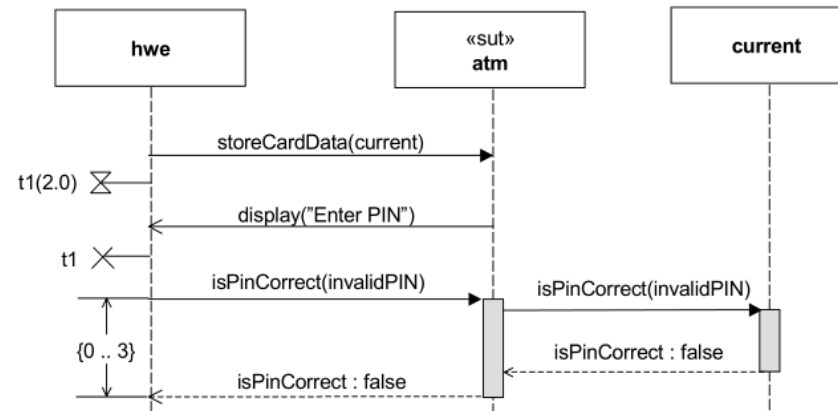 hwe
«sut»
atm
current
storeCardData(current)
t1(2.0)
display(”Enter PIN”)
t1
isPinCorrect(invalidPIN)
isPinCorrect(invalidPIN)
{0 .. 3}
isPinCorrect : false
isPinCorrect : false